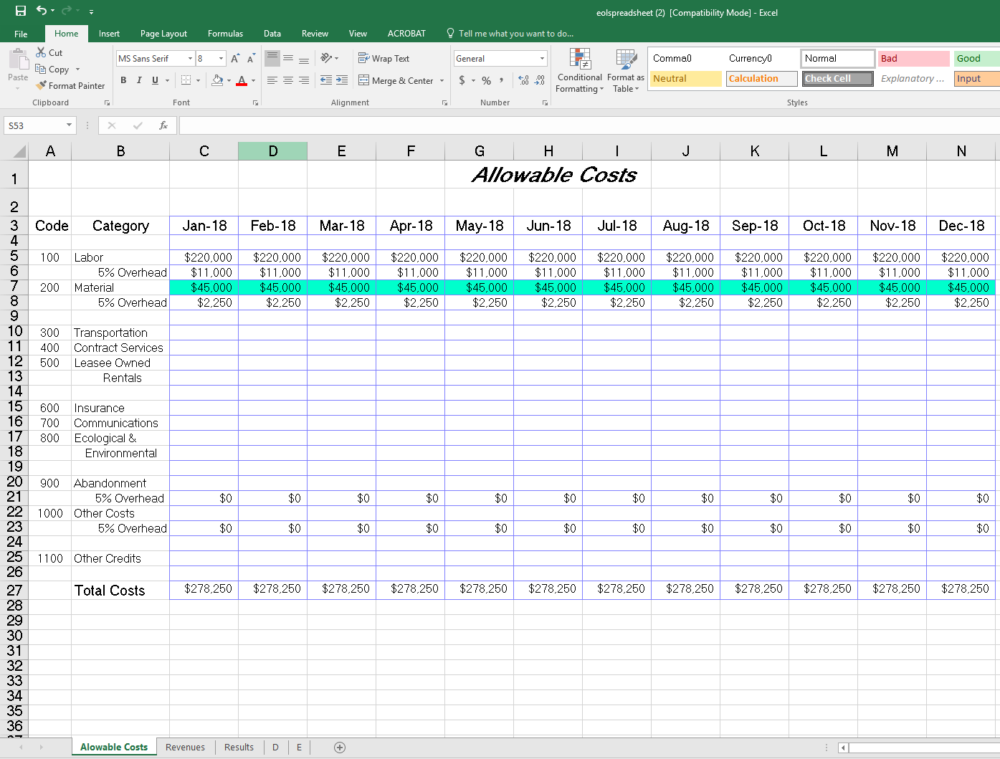 eolspreadsheet (2) [Compatibility Mode] - Excel
File Home Insert Page Layout Formulas Data Review View ACROBAT Tell me what you want to do...
Paste Cut Copy Format Painter
MS Sans Serif 8 A A
B I U A
Wrap Text
Merge & Center
General
$ % , .0 .00 .00 .0
Conditional Formatting Format as Table
Comma0 Currency0 Normal Bad Good
Neutral Calculation Check Cell Explanatory ... Input
Clipboard Font Alignment Number Styles
S53 fx
A B C D E F G H I J K L M N
1 Allowable Costs
2
3 Code Category Jan-18 Feb-18 Mar-18 Apr-18 May-18 Jun-18 Jul-18 Aug-18 Sep-18 Oct-18 Nov-18 Dec-18
4
5 100 Labor $220,000 $220,000 $220,000 $220,000 $220,000 $220,000 $220,000 $220,000 $220,000 $220,000 $220,000 $220,000
6 5% Overhead $11,000 $11,000 $11,000 $11,000 $11,000 $11,000 $11,000 $11,000 $11,000 $11,000 $11,000 $11,000
7 200 Material $45,000 $45,000 $45,000 $45,000 $45,000 $45,000 $45,000 $45,000 $45,000 $45,000 $45,000 $45,000
8 5% Overhead $2,250 $2,250 $2,250 $2,250 $2,250 $2,250 $2,250 $2,250 $2,250 $2,250 $2,250 $2,250
9
10 300 Transportation
11 400 Contract Services
12 500 Leasee Owned
13 Rentals
14
15 600 Insurance
16 700 Communications
17 800 Ecological &
18 Environmental
19
20 900 Abandonment
21 5% Overhead $0 $0 $0 $0 $0 $0 $0 $0 $0 $0 $0 $0
22 1000 Other Costs
23 5% Overhead $0 $0 $0 $0 $0 $0 $0 $0 $0 $0 $0 $0
24
25 1100 Other Credits
26
27 Total Costs $278,250 $278,250 $278,250 $278,250 $278,250 $278,250 $278,250 $278,250 $278,250 $278,250 $278,250 $278,250
28
29
30
31
32
33
34
35
36
Alowable Costs Revenues Results D E